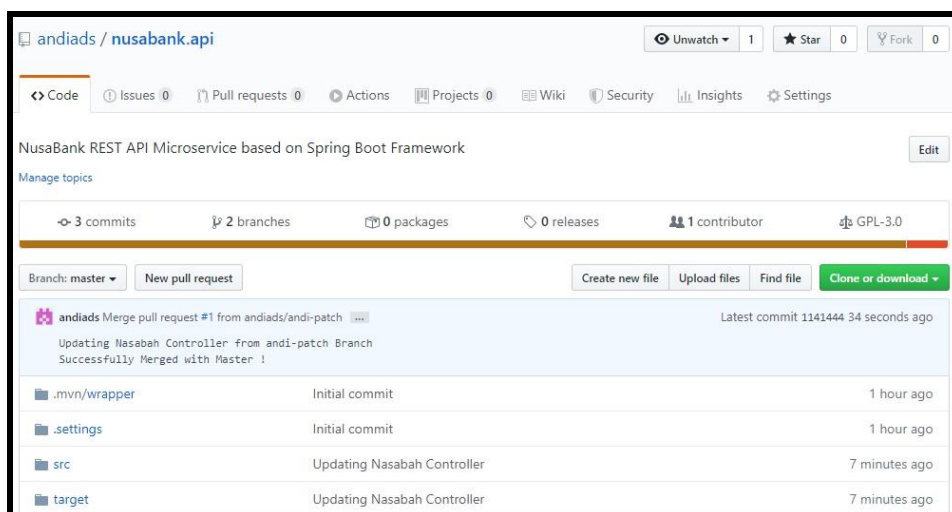 andiads / nusabank.api Unwatch 1 Star 0 Fork 0
Code Issues 0 Pull requests 0 Actions Projects 0 Wiki Security Insights Settings
NusaBank REST API Microservice based on Spring Boot Framework Edit
Manage topics
3 commits 2 branches 0 packages 0 releases 1 contributor GPL-3.0
Branch: master New pull request Create new file Upload files Find file Clone or download
andiads Merge pull request #1 from andiads/andi-patch ... Latest commit 1141444 34 seconds ago
Updating Nasabah Controller from andi-patch Branch
Successfully Merged with Master !
.mvn/wrapper Initial commit 1 hour ago
.settings Initial commit 1 hour ago
src Updating Nasabah Controller 7 minutes ago
target Updating Nasabah Controller 7 minutes ago